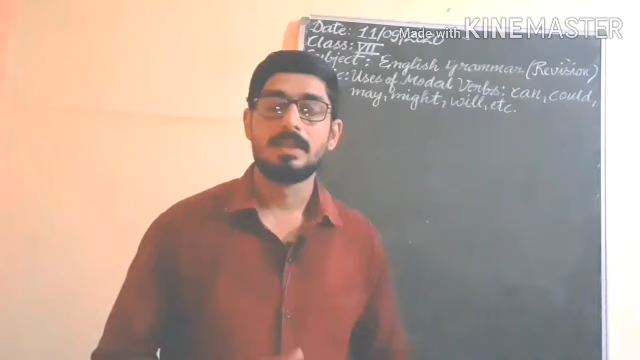 Date: 11/09/2020
Made with KINEMASTER
Class: VII
Subject: English Grammar (Revision)
Uses of Modal Verbs: can, could,
may, might, will, etc.